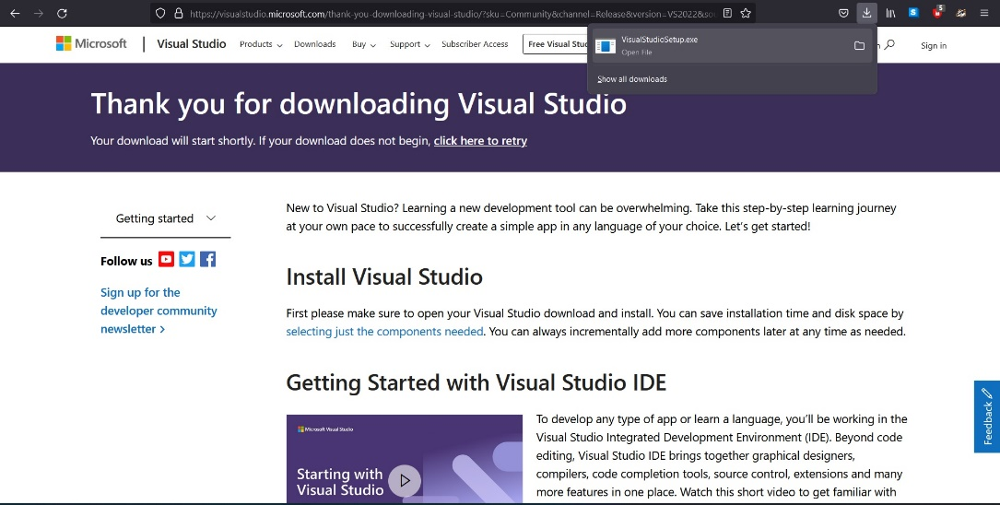 https://visualstudio.microsoft.com/thank-you-downloading-visual-studio/?sku=Community&channel=Release&version=VS2022&
5
Microsoft
Visual Studio
Products
Downloads
Buy
Support
Subscriber Access
Free Visual
Sign in
VisualStudioSetup.exe
Open File
Show all downloads
Thank you for downloading Visual Studio
Your download will start shortly. If your download does not begin, click here to retry
Getting started
Follow us
Sign up for the
developer community
newsletter >
New to Visual Studio? Learning a new development tool can be overwhelming. Take this step-by-step learning journey
at your own pace to successfully create a simple app in any language of your choice. Let's get started!
Install Visual Studio
First please make sure to open your Visual Studio download and install. You can save installation time and disk space by
selecting just the components needed. You can always incrementally add more components later at any time as needed.
Getting Started with Visual Studio IDE
Microsoft Visual Studio
Starting with
Visual Studio
To develop any type of app or learn a language, you'll be working in the
Visual Studio Integrated Development Environment (IDE). Beyond code
editing, Visual Studio IDE brings together graphical designers,
compilers, code completion tools, source control, extensions and many
more features in one place. Watch this short video to get familiar with
Feedback